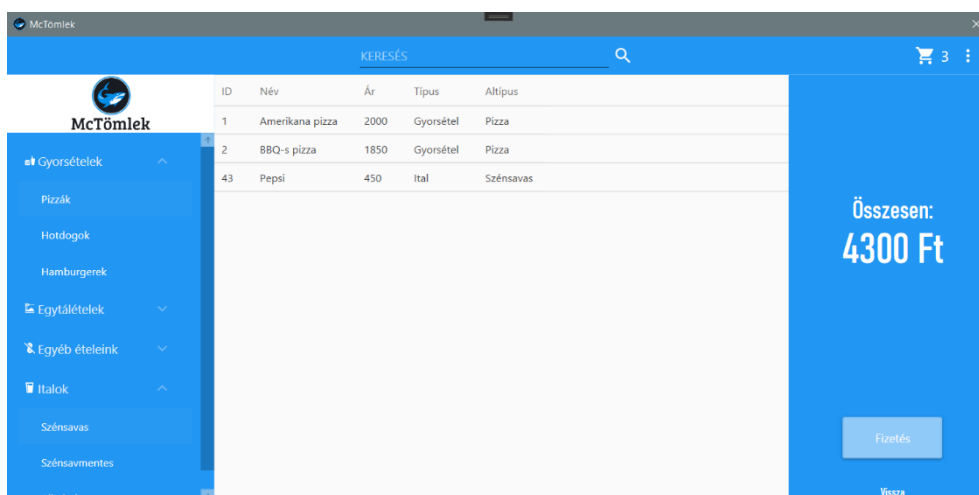 McTömlek
KERESÉS
3
McTömlek
ID Név Ár Típus Altípus
1 Amerikana pizza 2000 Gyorsétel Pizza
2 BBQ-s pizza 1850 Gyorsétel Pizza
43 Pepsi 450 Ital Szénsavas
Gyorsételek
Pizzák
Hotdogok
Hamburgerek
Egytálételek
Egyéb ételeink
Italok
Szénsavas
Szénsavmentes
Összesen:
4300 Ft
Fizetés
Vissza